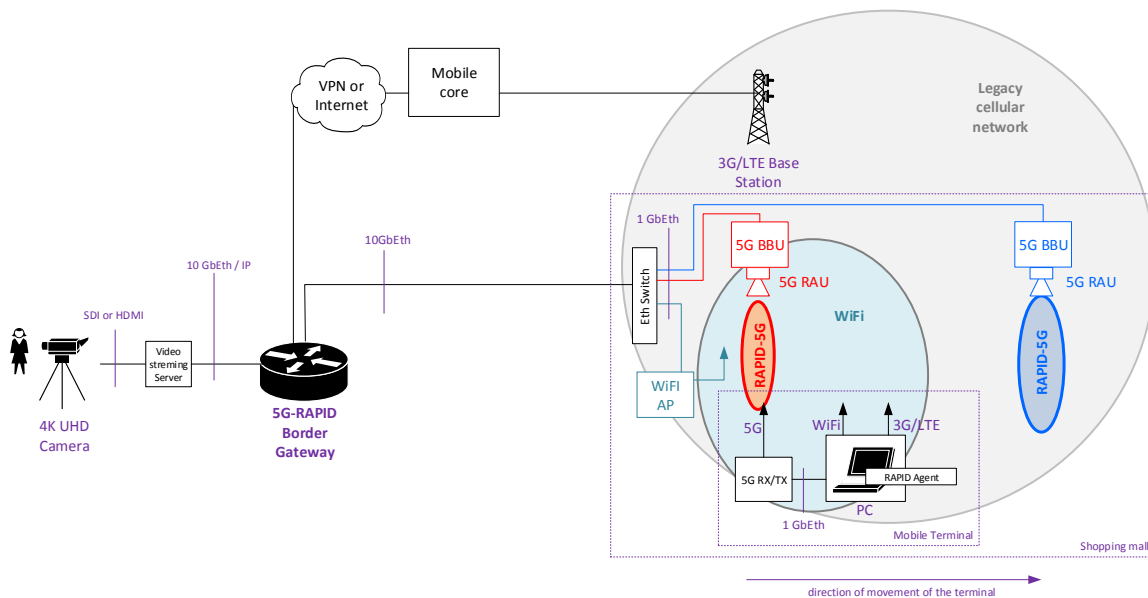 VPN or
Internet
Mobile
core
Legacy
cellular
network
3G/LTE Base
Station
1 GbEth
10GbEth
10 GbEth / IP
SDI or HDMI
Eth Switch
5G BBU
5G RAU
5G BBU
5G RAU
WiFi
RAPID-5G
RAPID-5G
Video
streming
Server
WiFI
AP
4K UHD
Camera
5G-RAPID
Border
Gateway
5G
WiFi
3G/LTE
5G RX/TX
RAPID Agent
PC
1 GbEth
Mobile Terminal
Shopping mall
direction of movement of the terminal